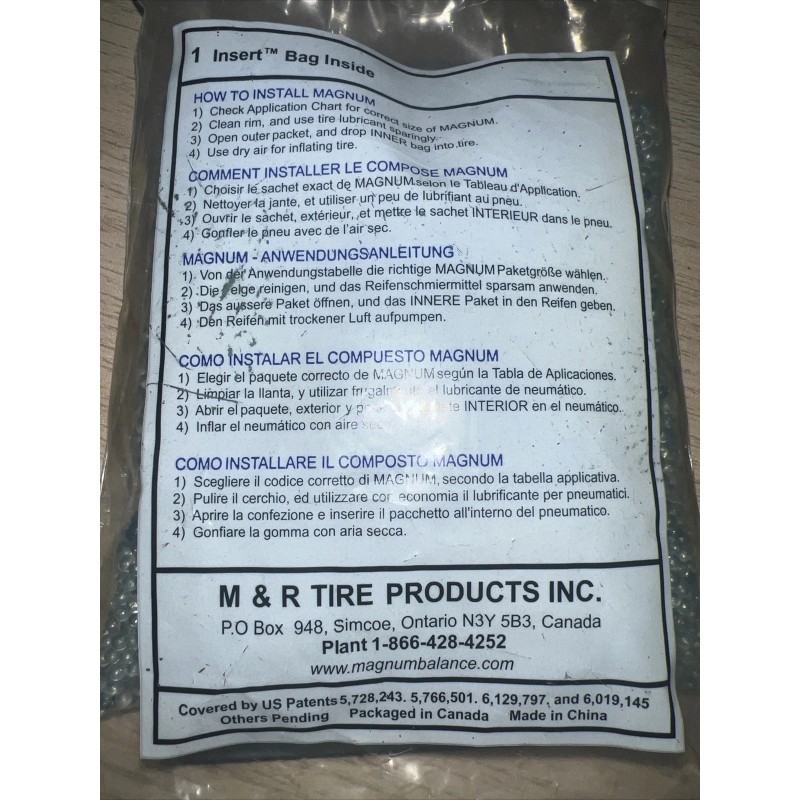 1 Insert™ Bag Inside
HOW TO INSTALL MAGNUM
1) Check Application Chart for correct size of MAGNUM.
2) Clean rim, and use tire lubricant sparingly.
3) Open outer packet, and drop INNER bag into tire.
4) Use dry air for inflating tire.
COMMENT INSTALLER LE COMPOSE MAGNUM
1) Choisir le sachet exact de MAGNUM selon le Tableau d'Application.
2) Nettoyer la jante, et utiliser un peu de lubrifiant au pneu.
3) Ouvrir le sachet, extérieur, et mettre le sachet INTERIEUR dans le pneu.
4) Gonfler le pneu avec de l'air sec.
MAGNUM - ANWENDUNGSANLEITUNG
1) Von der Anwendungstabelle die richtige MAGNUM Paketgröße wählen.
2) Die elge reinigen, und das Reifenschmiermittel sparsam anwenden.
3) Das aussere Paket öffnen, und das INNERE Paket in den Reifen geben.
4) Den Reifen mit trockener Luft aufpumpen.
COMO INSTALAR EL COMPUESTO MAGNUM
1) Elegir el paquete correcto de MAGNUM según la Tabla de Aplicaciones.
2) Limpiar la llanta, y utilizar el lubricante de neumático.
3) Abrir el paquete, exterior y INTERIOR en el neumático.
4) Inflar el neumático con aire
COMO INSTALLARE IL COMPOSTO MAGNUM
1) Scegliere il codice corretto di MAGNUM, secondo la tabella applicativa.
2) Pulire il cerchio, ed utilizzare con economia il lubrificante per pneumatici.
3) Aprire la confezione e inserire il pacchetto all'interno del pneumatico.
4) Gonfiare la gomma con aria secca.
M & R TIRE PRODUCTS INC.
P.O Box 948, Simcoe, Ontario N3Y 5B3, Canada
Plant 1-866-428-4252
www.magnumbalance.com
Covered by US Patents 5,728,243. 5,766,501. 6,129,797, and 6,019,145
Others Pending Packaged in Canada Made in China